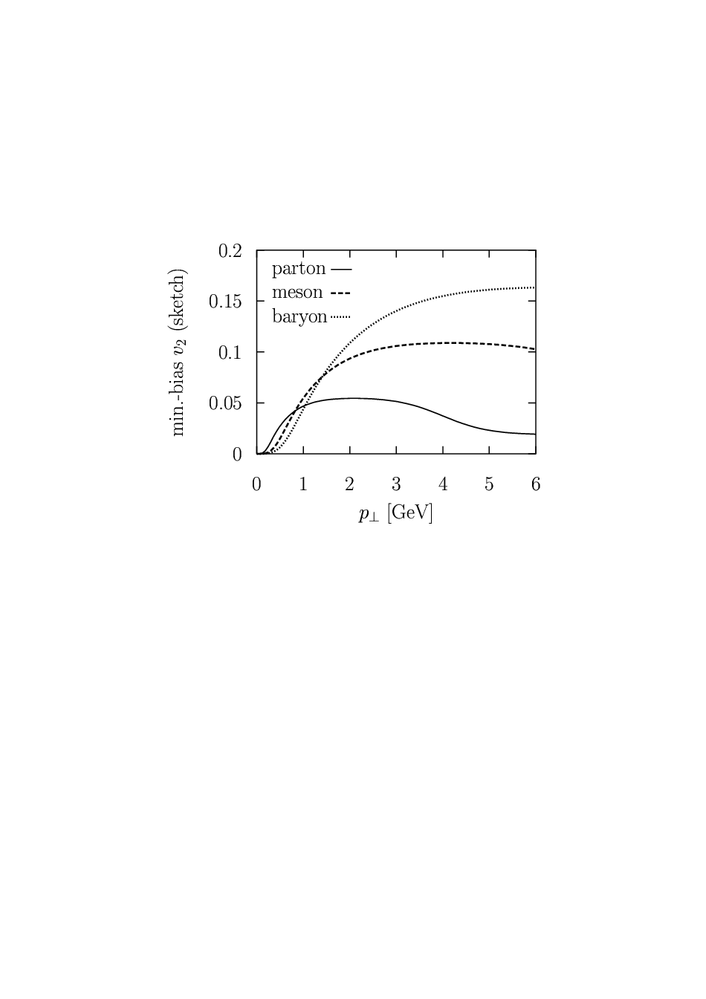 0.2
0.15
0.1
0.05
0
min.-bias v₂ (sketch)
parton
meson
baryon
0 1 2 3 4 5 6
p⊥ [GeV]